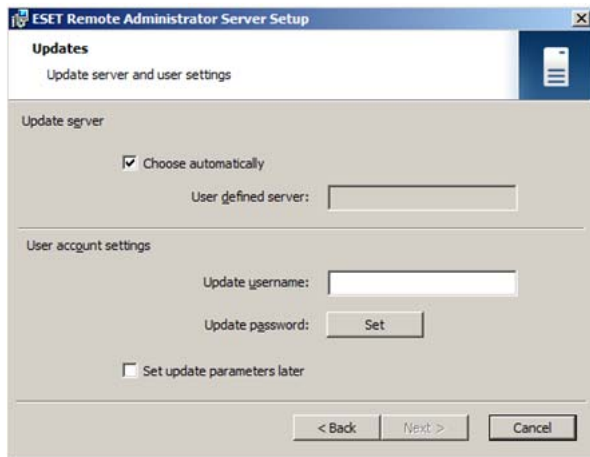 ESET Remote Administrator Server Setup
Updates
Update server and user settings
Update server
Choose automatically
User defined server:
User account settings
Update username:
Update password:
Set
Set update parameters later
< Back
Next >
Cancel